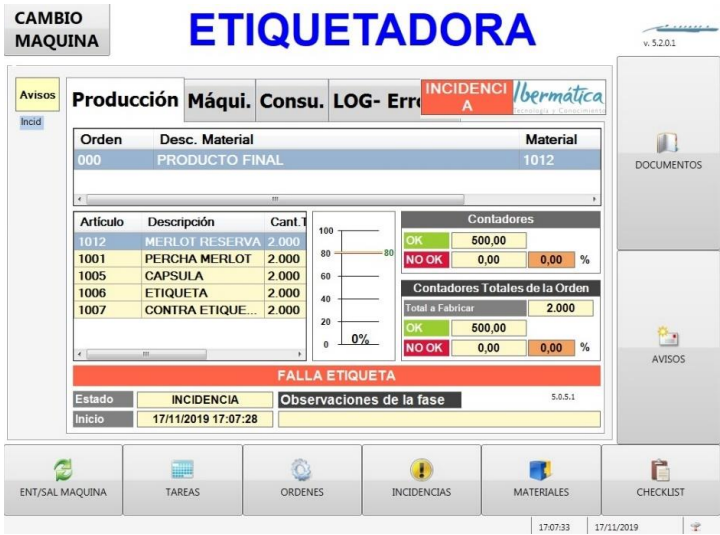 CAMBIO
MAQUINA
ETIQUETADORA
v. 5.2.0.1
Avisos
Incid
Producción Máqui. Consu. LOG- Erro
INCIDENCI
A
Ibermática
Tecnología y Conocimiento
Orden Desc. Material Material
000 PRODUCTO FINAL 1012
Artículo Descripción Cant.T
1012 MERLOT RESERVA 2.000
1001 PERCHA MERLOT 2.000
1005 CAPSULA 2.000
1006 ETIQUETA 2.000
1007 CONTRA ETIQUE... 2.000
100
80 80
60
40
20
0 0%
Contadores
OK 500,00
NO OK 0,00 0,00 %
Contadores Totales de la Orden
Total a Fabricar 2.000
OK 500,00
NO OK 0,00 0,00 %
FALLA ETIQUETA
Estado INCIDENCIA Observaciones de la fase 5.0.5.1
Inicio 17/11/2019 17:07:28
DOCUMENTOS
AVISOS
ENT/SAL MAQUINA TAREAS ORDENES INCIDENCIAS MATERIALES CHECKLIST
17:07:33 17/11/2019